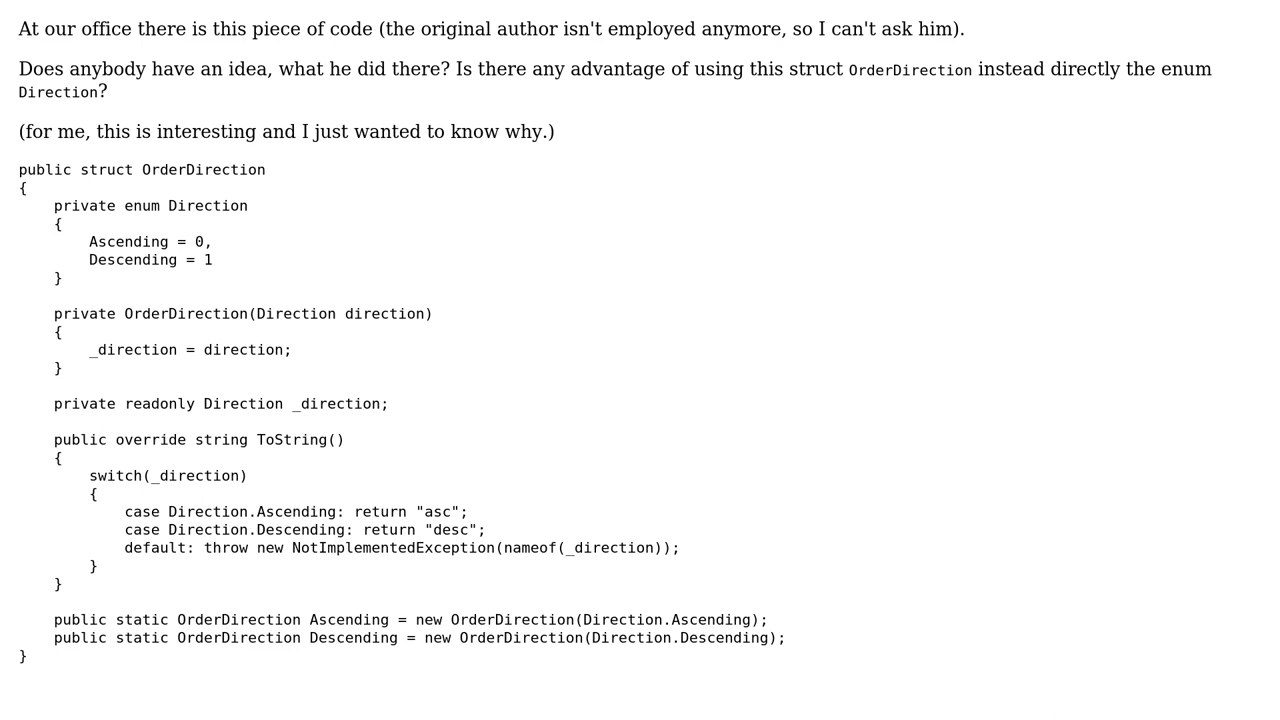 At our office there is this piece of code (the original author isn't employed anymore, so I can't ask him).
Does anybody have an idea, what he did there? Is there any advantage of using this struct OrderDirection instead directly the enum
Direction?
(for me, this is interesting and I just wanted to know why.)
public struct OrderDirection
{
    private enum Direction
    {
        Ascending = 0,
        Descending = 1
    }
    private OrderDirection(Direction direction)
    {
        _direction = direction;
    }
    private readonly Direction _direction;
    public override string ToString()
    {
        switch(_direction)
        {
            case Direction.Ascending: return "asc";
            case Direction.Descending: return "desc";
            default: throw new NotImplementedException(nameof(_direction));
        }
    }
    public static OrderDirection Ascending = new OrderDirection(Direction.Ascending);
    public static OrderDirection Descending = new OrderDirection(Direction.Descending);
}